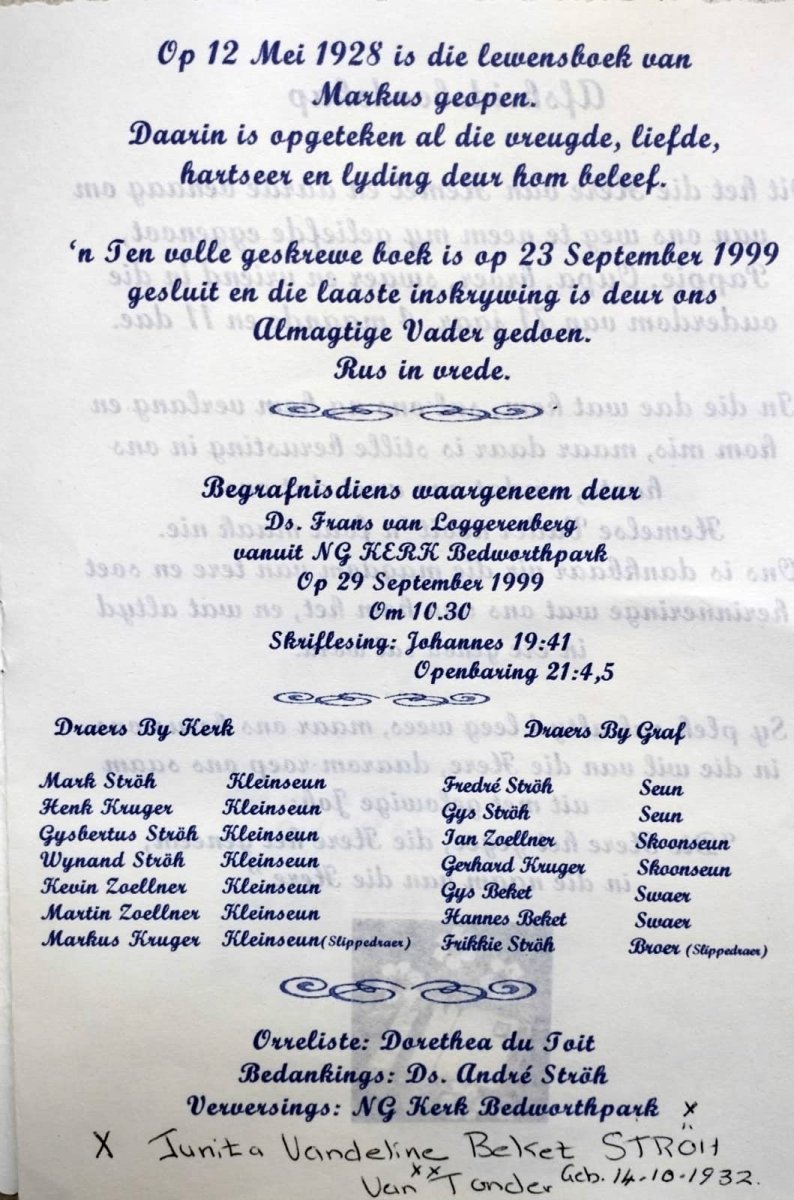 Op 12 Mei 1928 is die lewensboek van
Markus geopen.
Daarin is opgeteken al die vreugde, liefde,
hartseer en lyding deur hom beleef.
'n Ten volle geskrewe boek is op 23 September 1999
gesluit en die laaste inskrywing is deur ons
Almagtige Vader gedoen.
Rus in vrede.
Begrafnisdiens waargeneem deur
Ds. Frans van Loggerenberg
vanuit NG KERK Bedworthpark
Op 29 September 1999
Om 10.30
Skriflesing: Johannes 19:41
Openbaring 21:4,5
Draers By Kerk Draers By Graf
Mark Ströh Kleinseun Fredré Ströh Seun
Henk Kruger Kleinseun Gys Ströh Seun
Gysbertus Ströh Kleinseun Jan Zoellner Skoonseun
Wynand Ströh Kleinseun Gerhard Kruger Skoonseun
Kevin Zoellner Kleinseun Gys Beket Swaer
Martin Zoellner Kleinseun Hannes Beket Swaer
Markus Kruger Kleinseun (Slippedraer) Frikkie Ströh Broer (Slippedraer)
Orreliste: Dorethea du Toit
Bedankings: Ds. André Ströh
Verversings: NG Kerk Bedworthpark x
X Junita Vandeline Beket STRÖH
Van xx Tonder Geb. 14-10-1932.